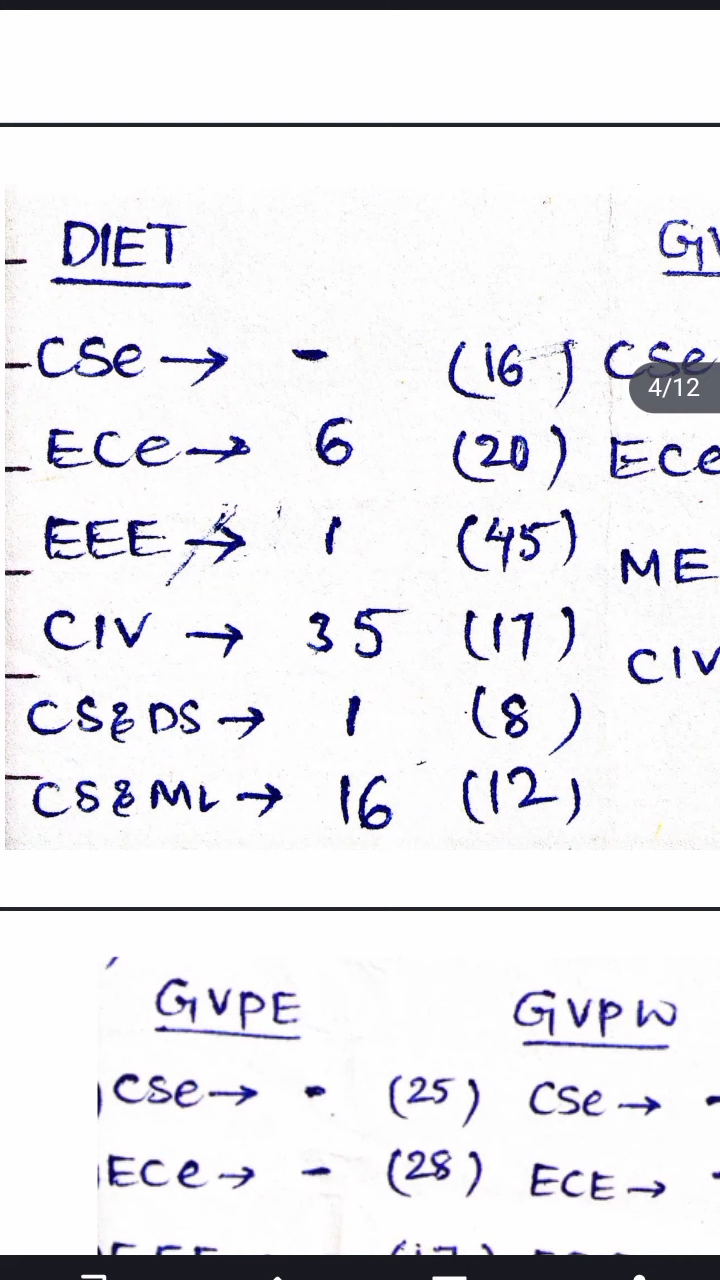 DIET GV
CSe → - (16) CSe
4/12
ECe → 6 (20) ECe
EEE → 1 (45) ME
CIV → 35 (17) CIV
CS&DS → 1 (8)
CS&ML → 16 (12)
GVPE GVPW
CSe → - (25) CSe → -
ECe → - (28) ECE → -